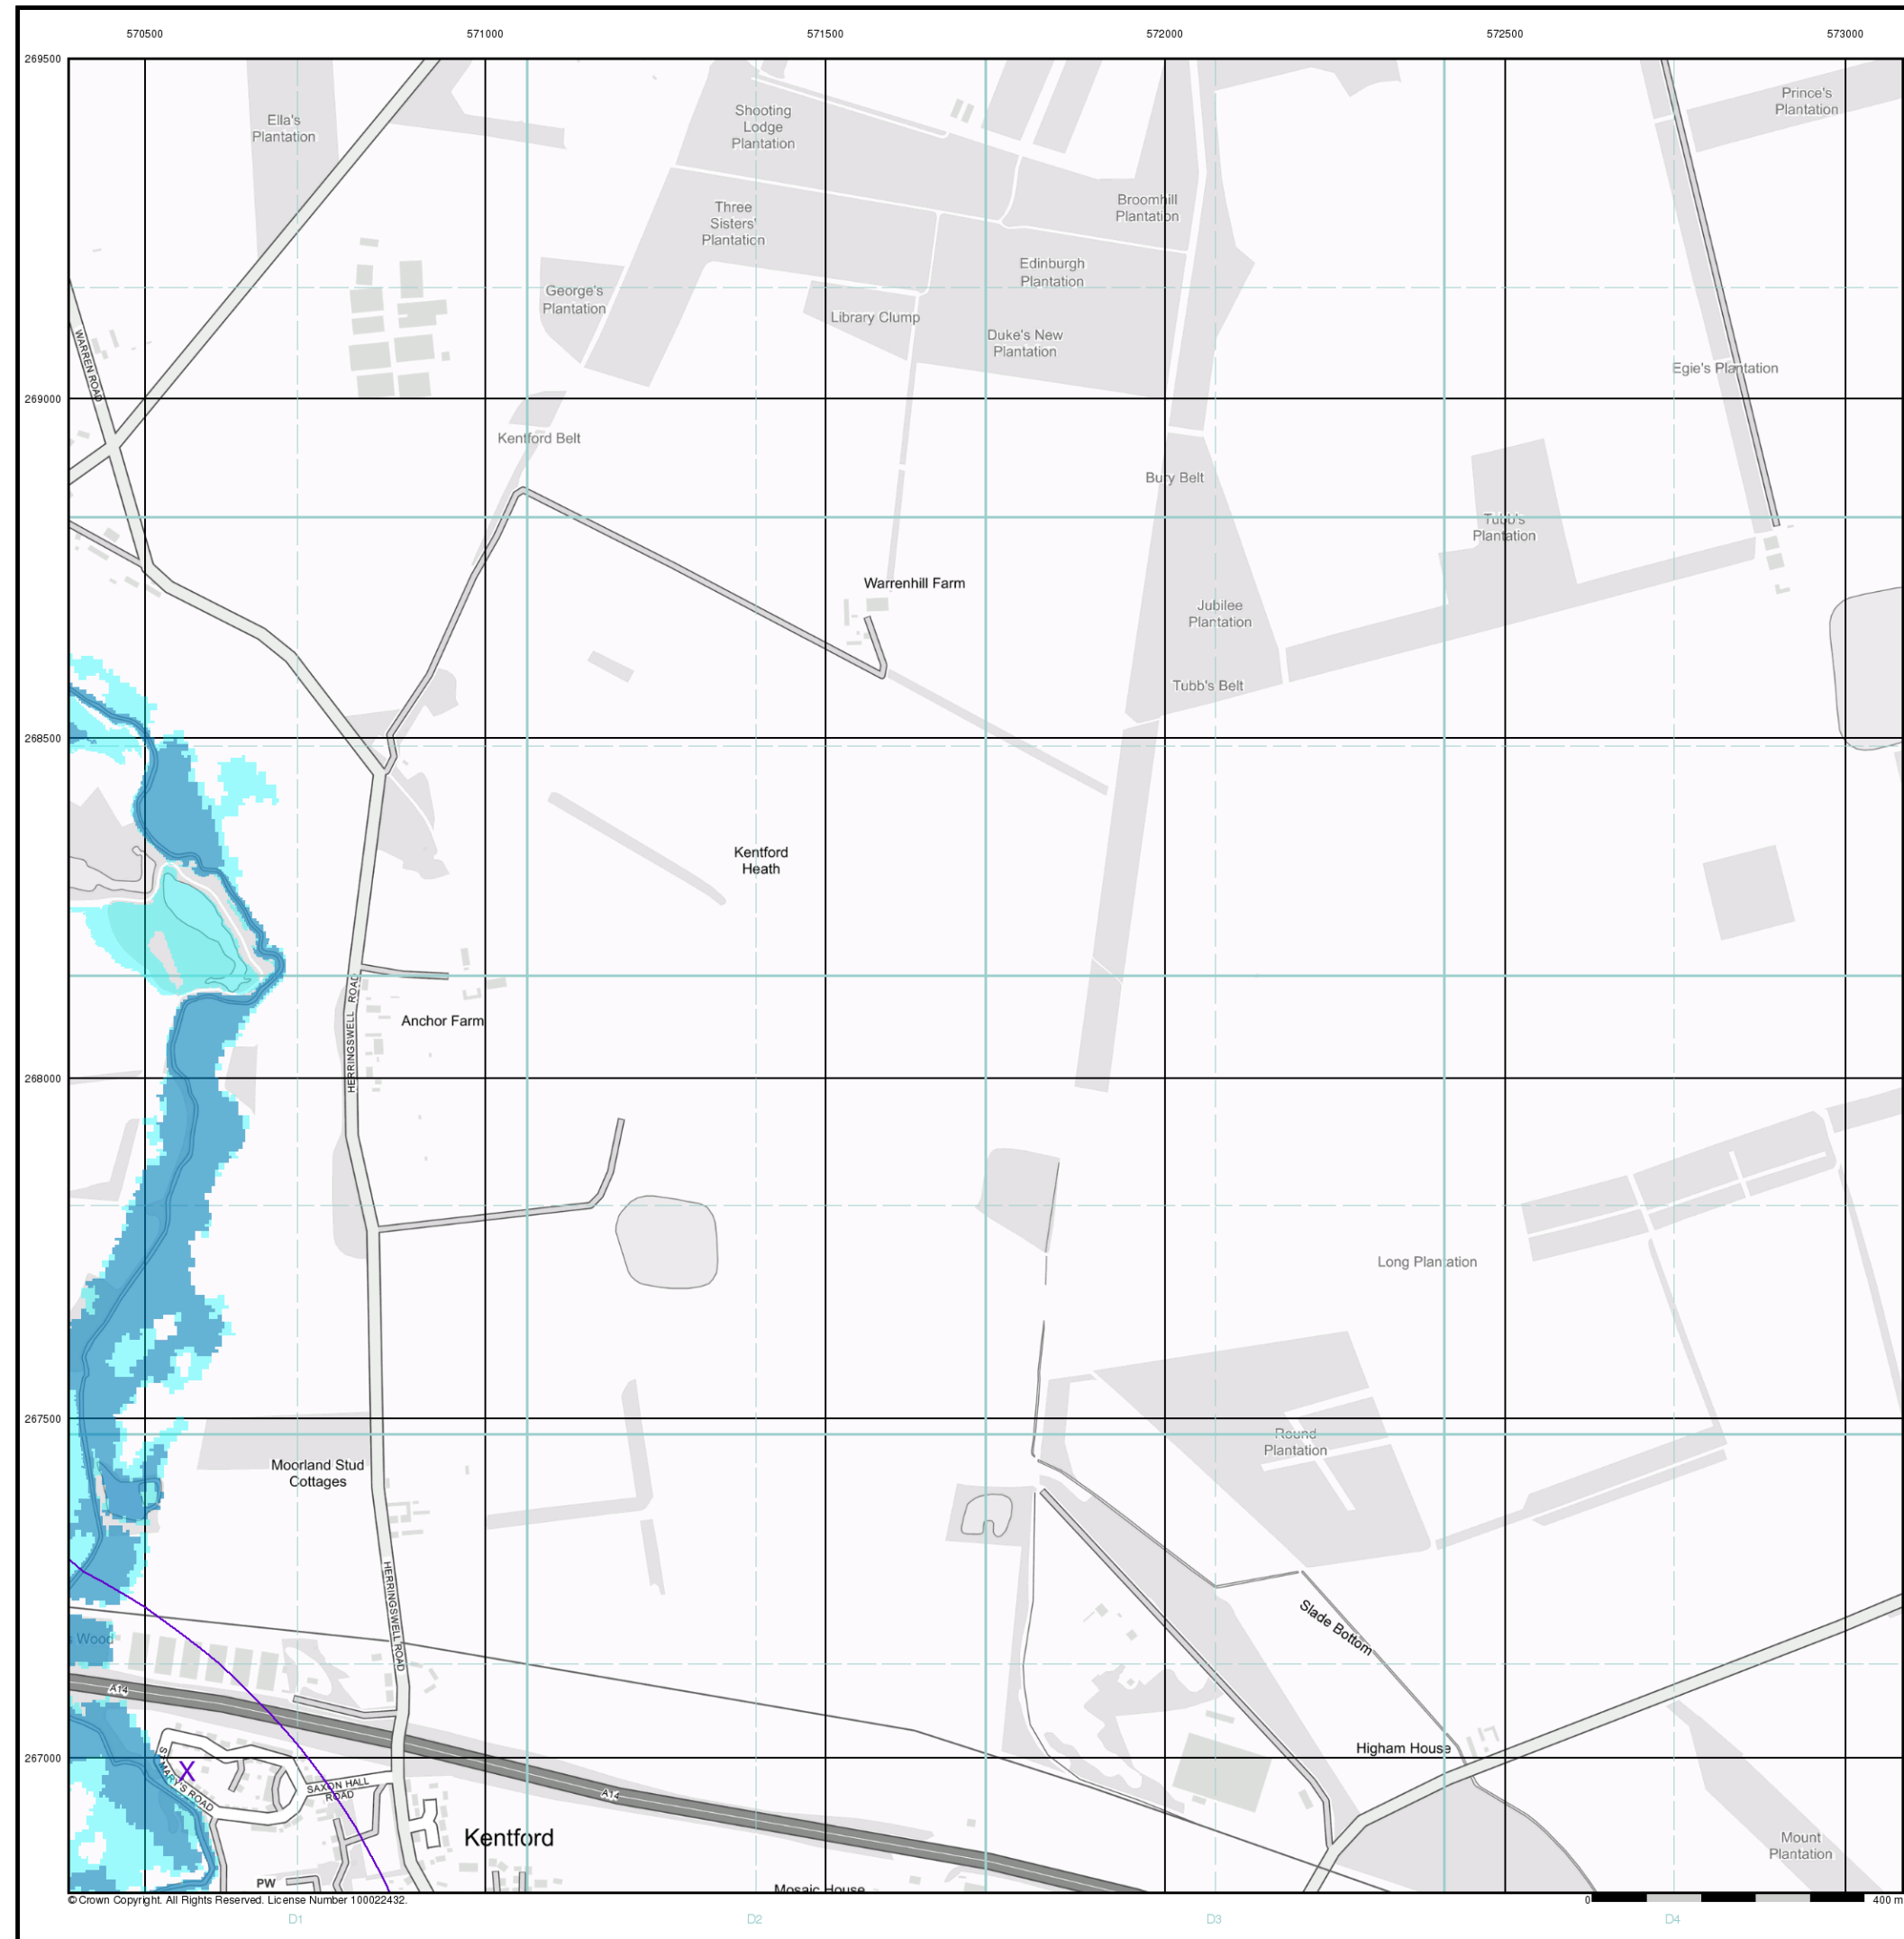 570500
571000
571500
572000
572500
573000
269500
Ella's
Plantation
Shooting
Lodge
Plantation
Prince's
Plantation
Three
Sisters'
Plantation
Broomhill
Plantation
Edinburgh
Plantation
George's
Plantation
Library Clump
Duke's New
Plantation
WARREN ROAD
Egie's Plantation
269000
Kentford Belt
Bury Belt
Tubb's
Plantation
Warrenhill Farm
Jubilee
Plantation
Tubb's Belt
268500
Kentford
Heath
HERRINGSWELL ROAD
Anchor Farm
268000
Long Plantation
267500
Round
Plantation
Moorland Stud
Cottages
HERRINGSWELL ROAD
Slade Bottom
s Wood
A14
267000
Higham House
X
ST MARY'S ROAD
SAXON HALL
ROAD
A14
Kentford
Mount
Plantation
PW
Mosaic House
© Crown Copyright. All Rights Reserved. License Number 100022432.
0
400 m
D1
D2
D3
D4